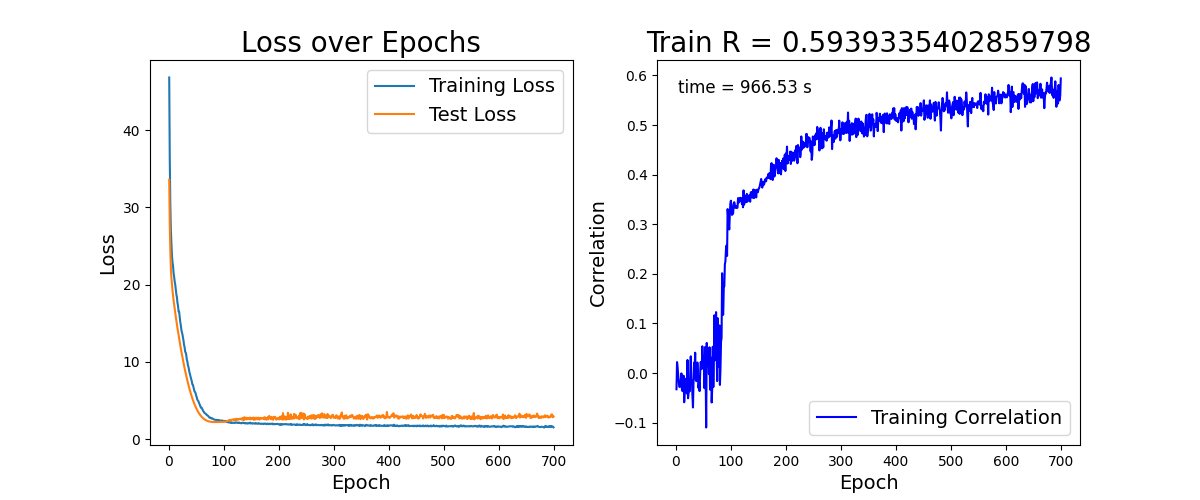 Loss over Epochs
Training Loss
Test Loss
40
30
20
10
0
Loss
0 100 200 300 400 500 600 700
Epoch
Train R = 0.5939335402859798
time = 966.53 s
0.6
0.5
0.4
0.3
0.2
0.1
0.0
−0.1
Correlation
Training Correlation
0 100 200 300 400 500 600 700
Epoch